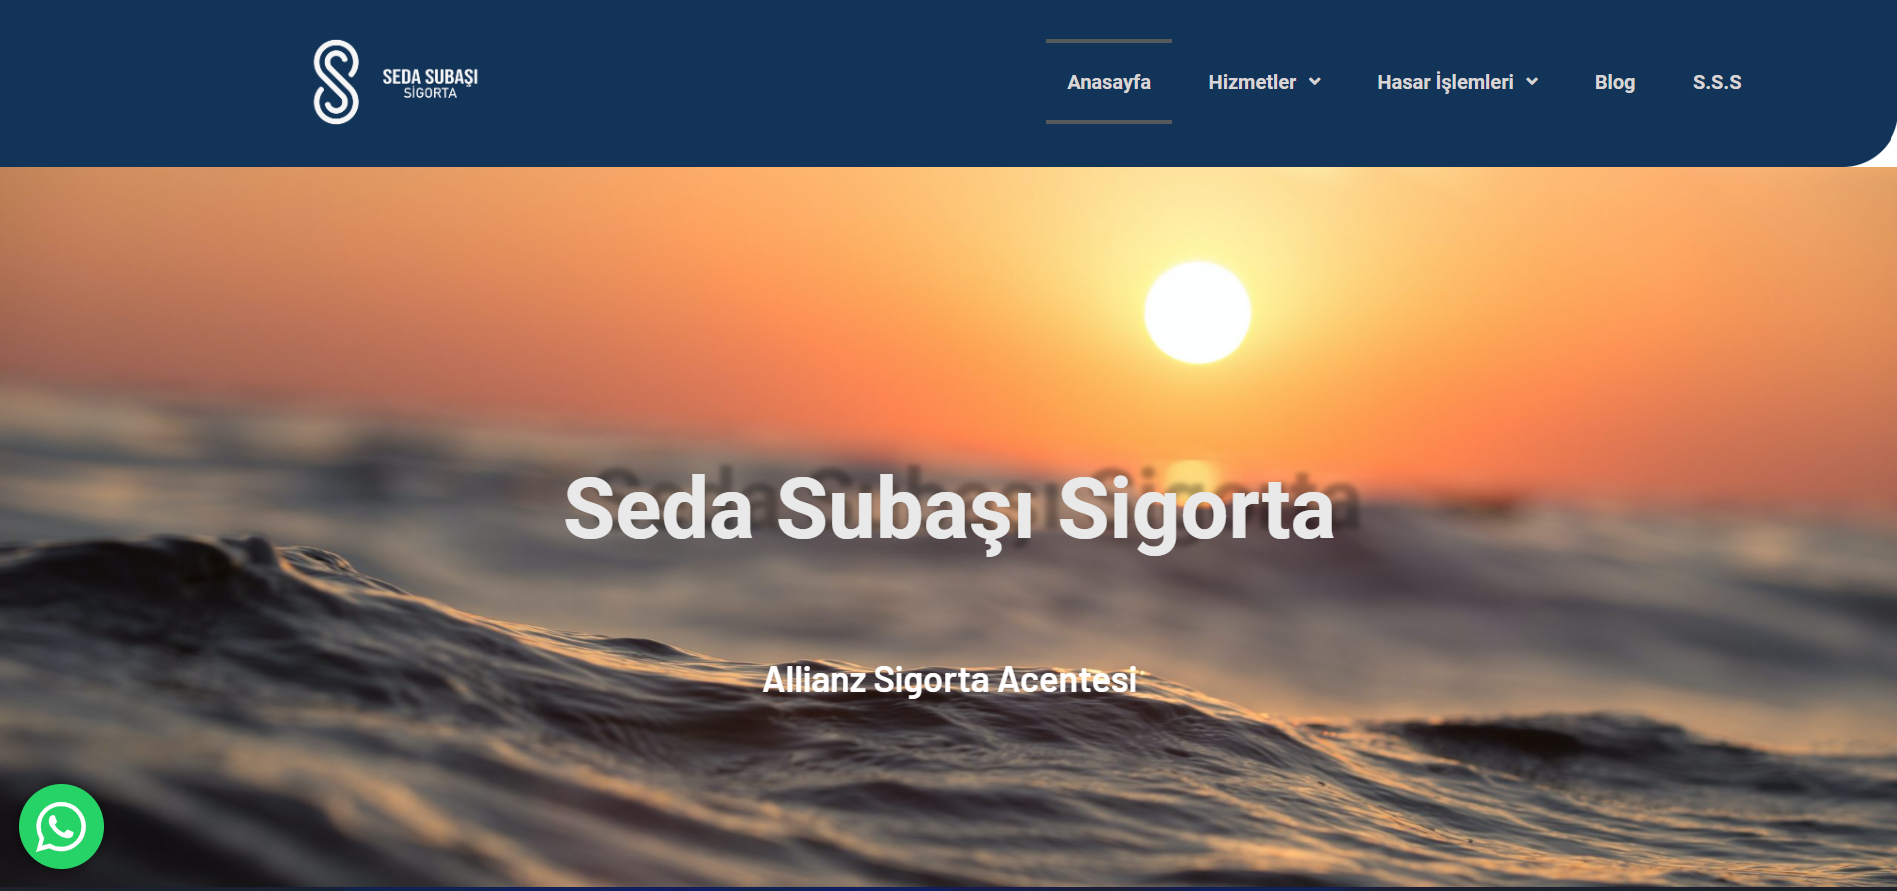 SEDA SUBAŞI
SİGORTA
Anasayfa
Hizmetler
Hasar İşlemleri
Blog
S.S.S
Seda Subaşı Sigorta
Allianz Sigorta Acentesi